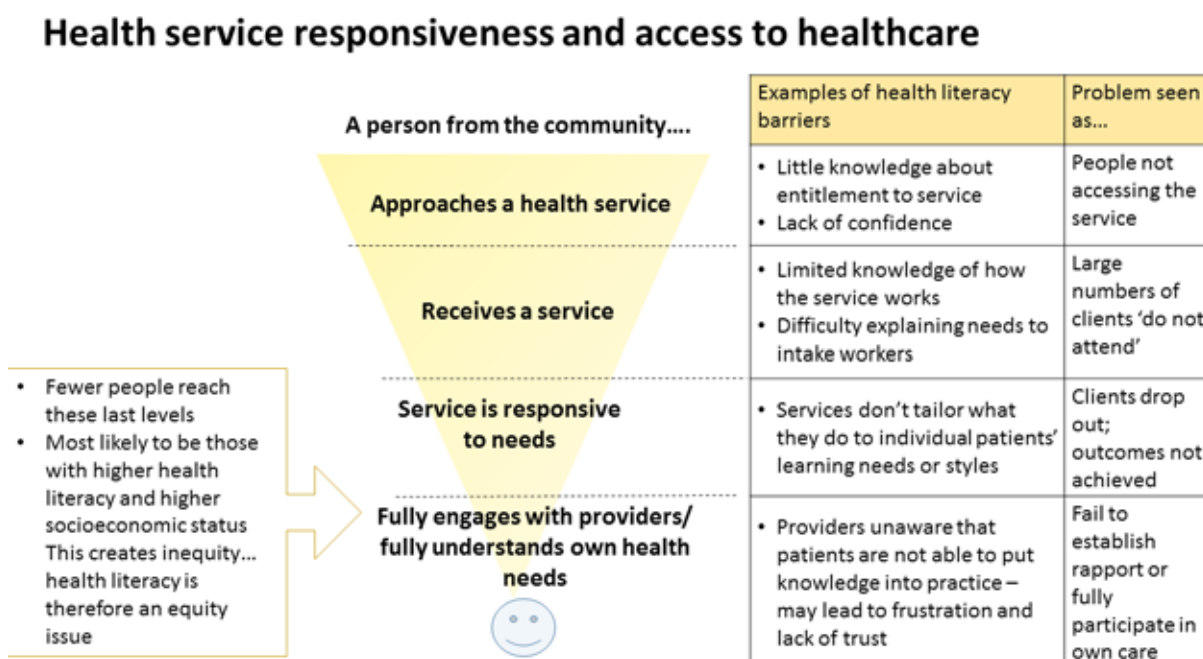 Health service responsiveness and access to healthcare
A person from the community....
Approaches a health service
Receives a service
Service is responsive
to needs
Fully engages with providers/
fully understands own health
needs
• Fewer people reach
these last levels
• Most likely to be those
with higher health
literacy and higher
socioeconomic status
This creates inequity...
health literacy is
therefore an equity
issue
Examples of health literacy
barriers
Problem seen
as...
• Little knowledge about
entitlement to service
• Lack of confidence
People not
accessing the
service
• Limited knowledge of how
the service works
• Difficulty explaining needs to
intake workers
Large
numbers of
clients ‘do not
attend’
• Services don’t tailor what
they do to individual patients’
learning needs or styles
Clients drop
out;
outcomes not
achieved
• Providers unaware that
patients are not able to put
knowledge into practice –
may lead to frustration and
lack of trust
Fail to
establish
rapport or
fully
participate in
own care